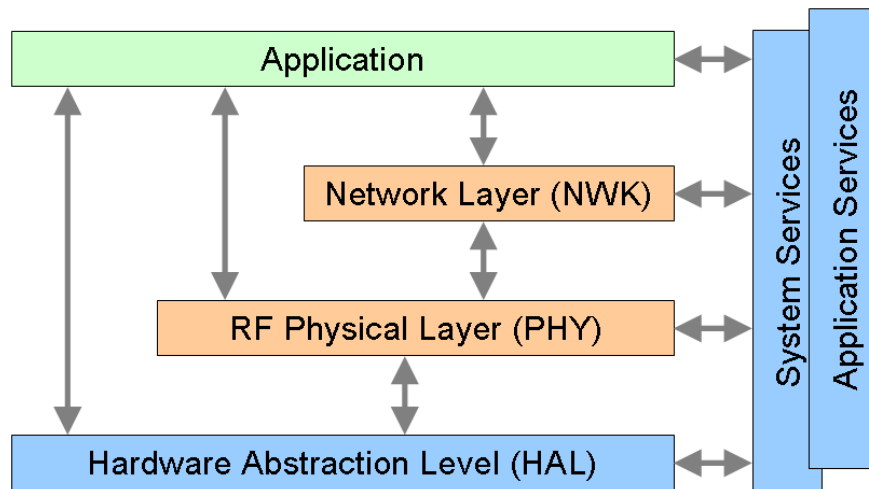 Application
Network Layer (NWK)
RF Physical Layer (PHY)
Hardware Abstraction Level (HAL)
System Services
Application Services